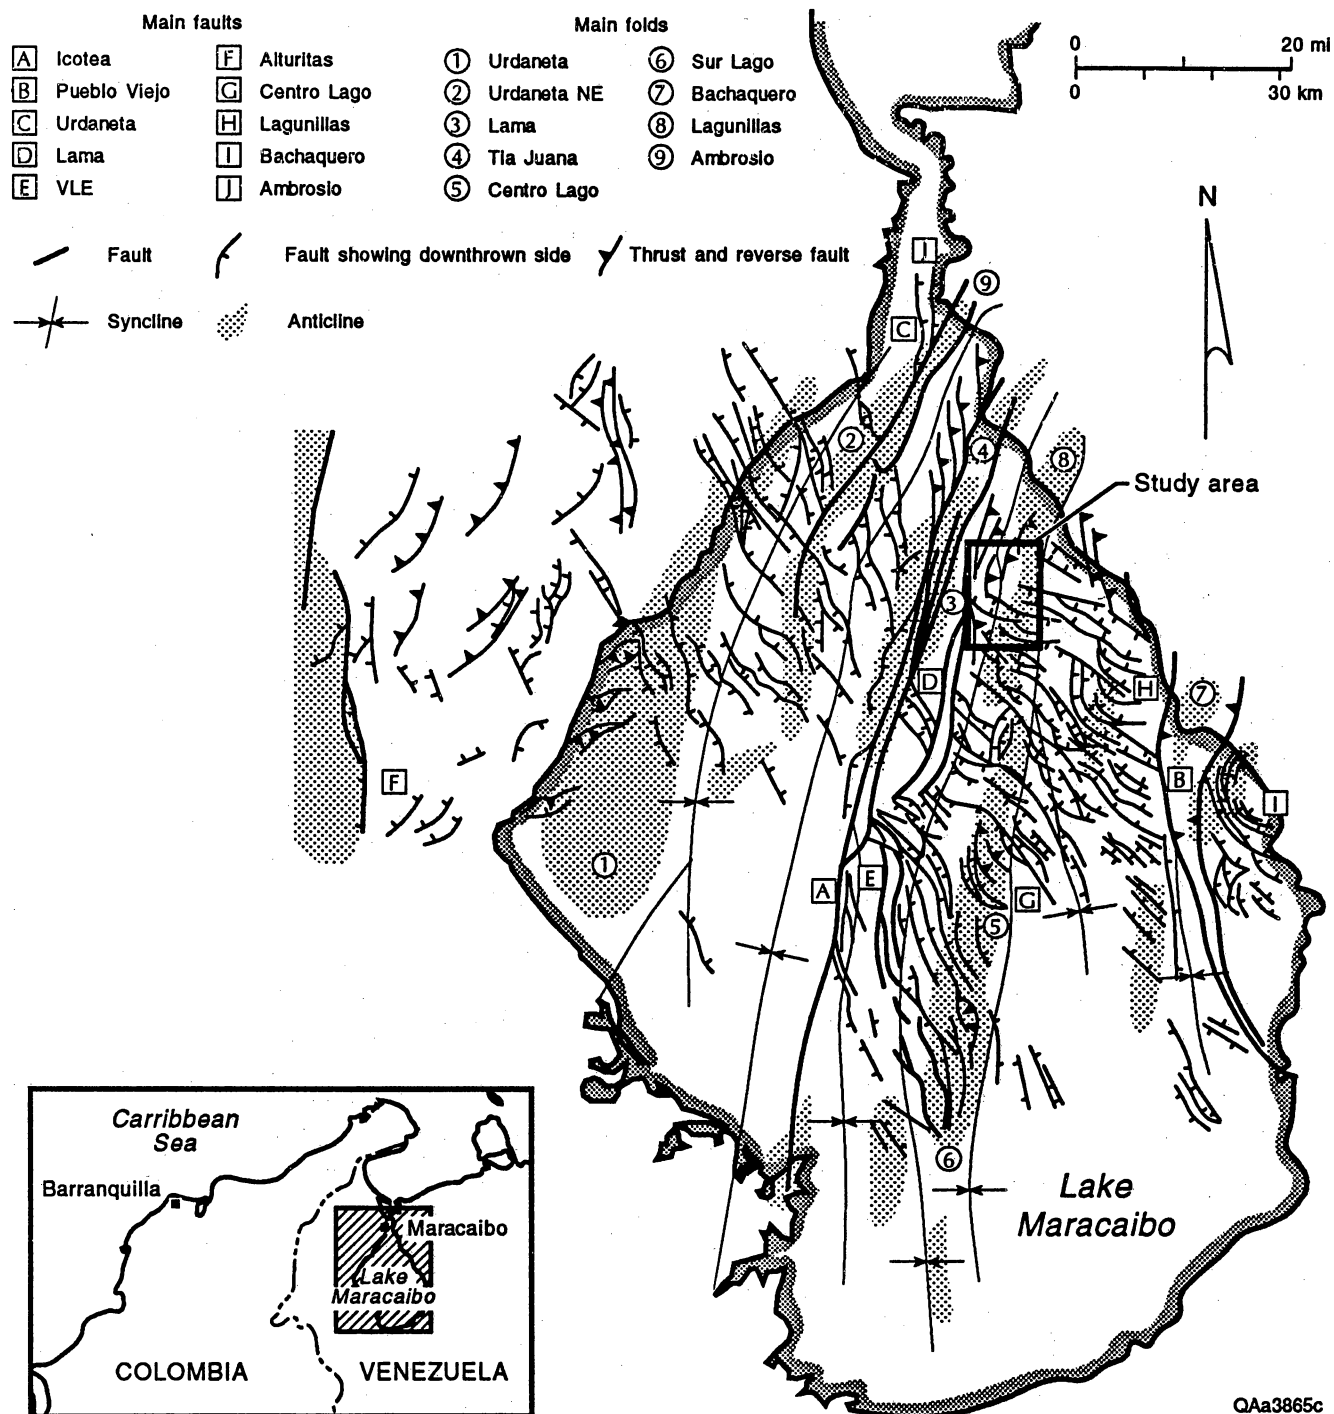 Main faults
A Icotea
B Pueblo Viejo
C Urdaneta
D Lama
E VLE
F Alturitas
G Centro Lago
H Lagunillas
I Bachaquero
J Ambrosio
Main folds
1 Urdaneta
2 Urdaneta NE
3 Lama
4 Tia Juana
5 Centro Lago
6 Sur Lago
7 Bachaquero
8 Lagunillas
9 Ambrosio
0 20 mi
0 30 km
Fault
Fault showing downthrown side
Thrust and reverse fault
Syncline
Anticline
N
I
9
C
2
4
8
Study area
3
D
H
7
F
B
I
1
A
E
G
5
6
Lake
Maracaibo
Carribbean
Sea
Barranquilla
Maracaibo
Lake
Maracaibo
COLOMBIA
VENEZUELA
QAa3865c